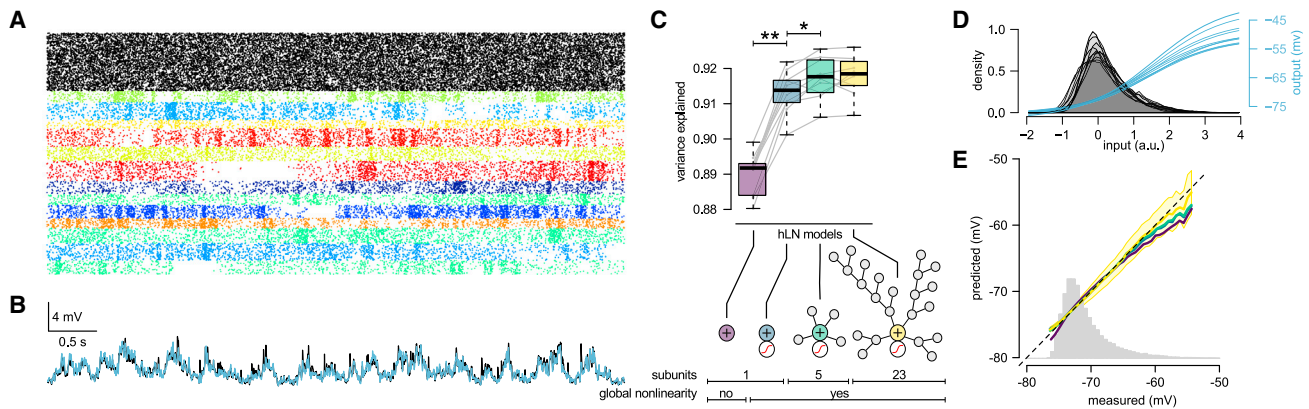 A
B
4 mV
0.5 s
C
**
*
variance explained
0.92
0.91
0.90
0.89
0.88
hLN models
+
+
+
+
subunits
1
5
23
global nonlinearity
no
yes
D
density
1.0
0.5
0.0
−2
−1
0
1
2
3
4
input (a.u.)
output (mv)
−45
−55
−65
−75
E
predicted (mV)
-50
-60
-70
-80
-80
-70
-60
-50
measured (mV)